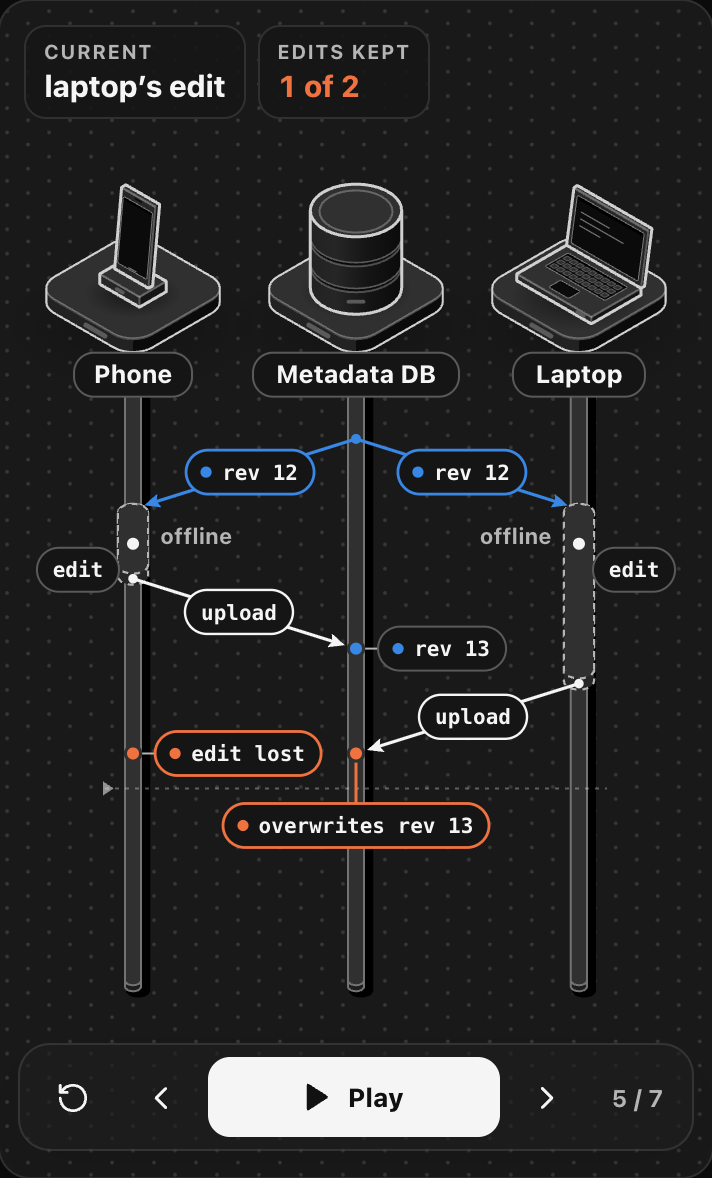 CURRENT
laptop’s edit
EDITS KEPT
1 of 2
Phone
Metadata DB
Laptop
rev 12
rev 12
offline
offline
edit
edit
upload
rev 13
upload
edit lost
overwrites rev 13
Play
5 / 7